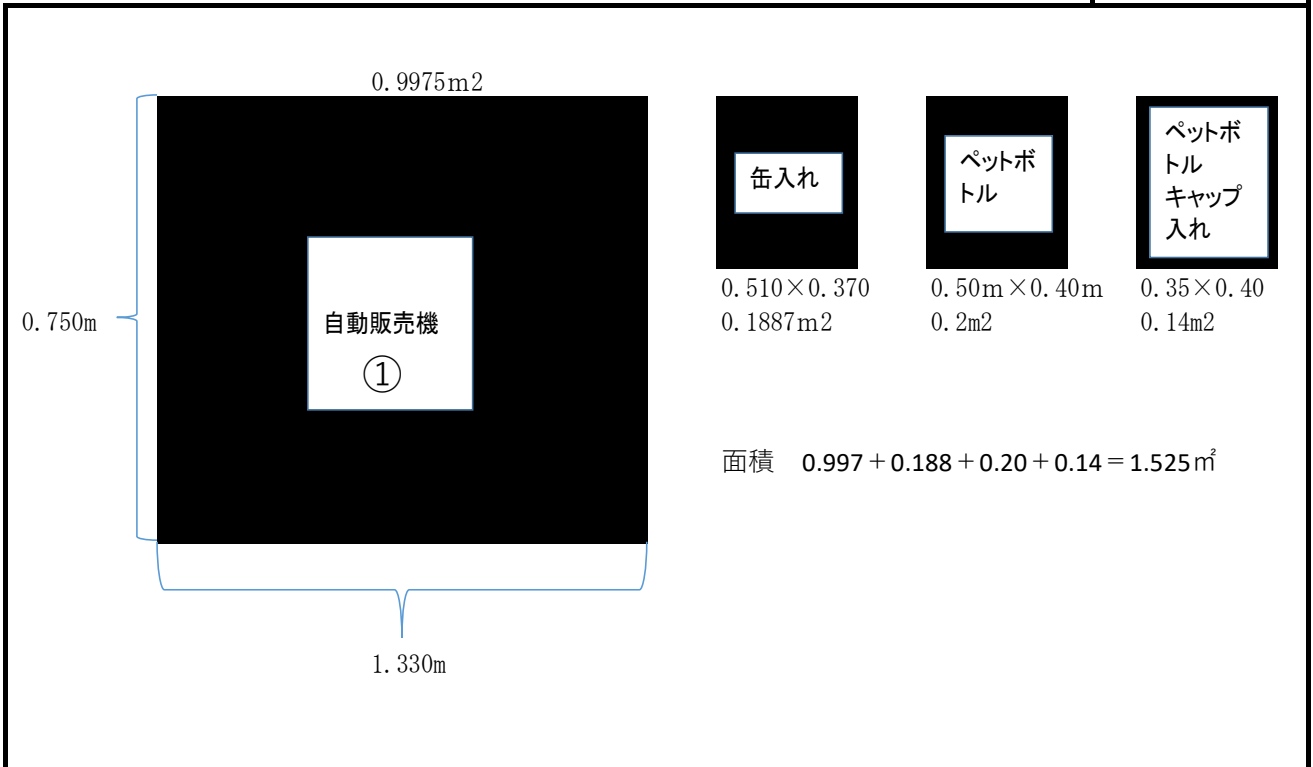 0.9975m2
0.750m
自動販売機
①
1.330m
缶入れ
0.510×0.370
0.1887m2
ペットボ
トル
0.50m×0.40m
0.2m2
ペットボ
トル
キャップ
入れ
0.35×0.40
0.14m2
面積　0.997＋0.188＋0.20＋0.14＝1.525㎡